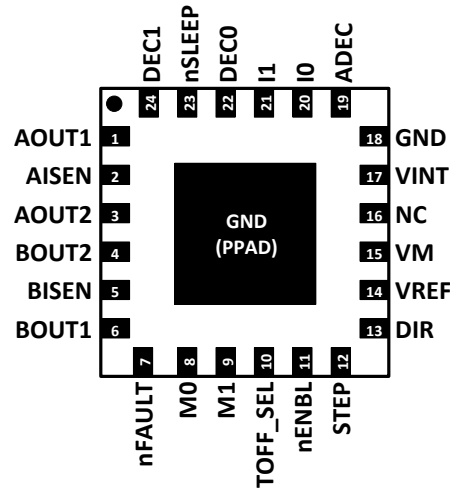 DEC1
nSLEEP
DEC0
I1
I0
ADEC
24
23
22
21
20
19
AOUT1 1
AISEN 2
AOUT2 3
BOUT2 4
BISEN 5
BOUT1 6
GND
(PPAD)
18 GND
17 VINT
16 NC
15 VM
14 VREF
13 DIR
7
8
9
10
11
12
nFAULT
M0
M1
TOFF_SEL
nENBL
STEP